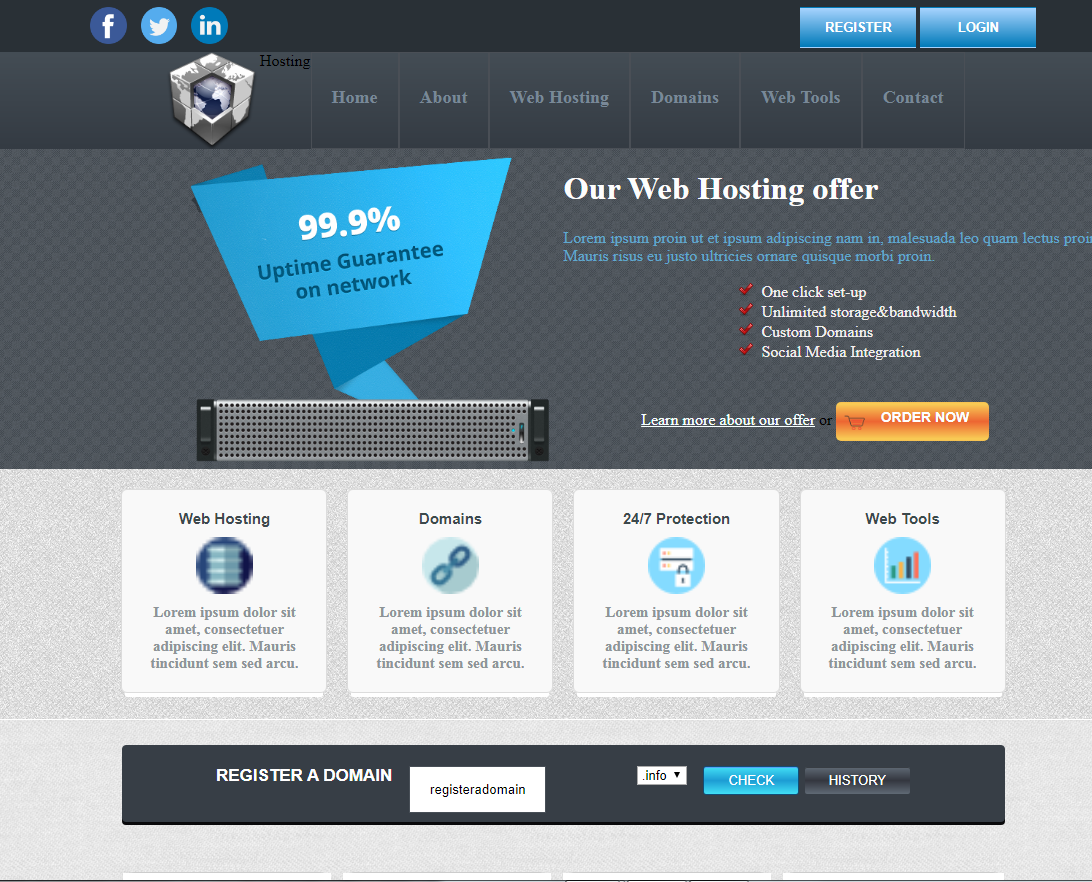 REGISTER LOGIN
Hosting
Home About Web Hosting Domains Web Tools Contact
99.9%
Uptime Guarantee
on network
Our Web Hosting offer
Lorem ipsum proin ut et ipsum adipiscing nam in, malesuada leo quam lectus proin
Mauris risus eu justo ultricies ornare quisque morbi proin.
One click set-up
Unlimited storage&bandwidth
Custom Domains
Social Media Integration
Learn more about our offer or ORDER NOW
Web Hosting
Lorem ipsum dolor sit
amet, consectetuer
adipiscing elit. Mauris
tincidunt sem sed arcu.
Domains
Lorem ipsum dolor sit
amet, consectetuer
adipiscing elit. Mauris
tincidunt sem sed arcu.
24/7 Protection
Lorem ipsum dolor sit
amet, consectetuer
adipiscing elit. Mauris
tincidunt sem sed arcu.
Web Tools
Lorem ipsum dolor sit
amet, consectetuer
adipiscing elit. Mauris
tincidunt sem sed arcu.
REGISTER A DOMAIN registeradomain .info CHECK HISTORY